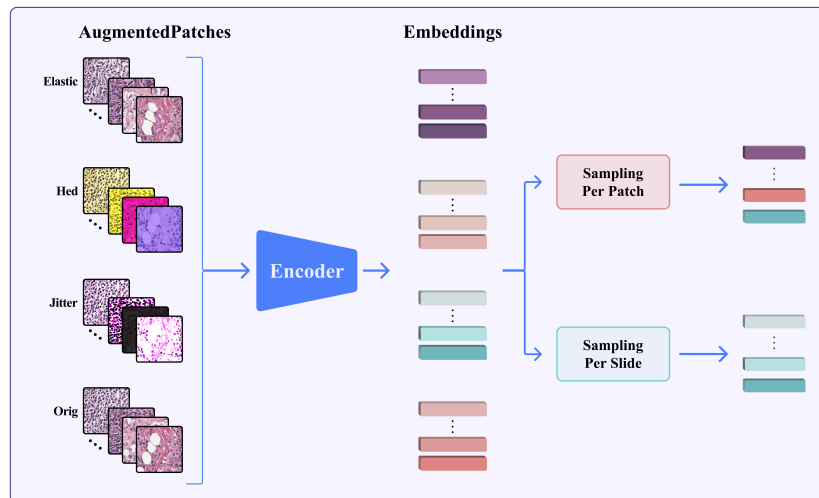 AugmentedPatches
Embeddings
Elastic
Hed
Jitter
Orig
Encoder
Sampling
Per Patch
Sampling
Per Slide